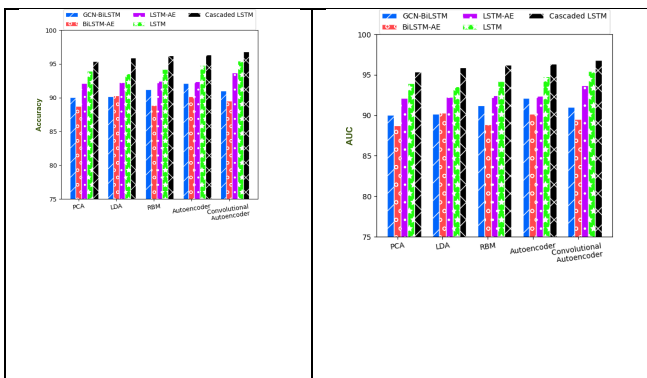 GCN-BiLSTM LSTM-AE Cascaded LSTM
BiLSTM-AE LSTM
100
95
90
85
80
75
Accuracy
PCA LDA RBM Autoencoder Convolutional
Autoencoder
GCN-BiLSTM LSTM-AE Cascaded LSTM
BiLSTM-AE LSTM
100
95
90
85
80
75
AUC
PCA LDA RBM Autoencoder Convolutional
Autoencoder